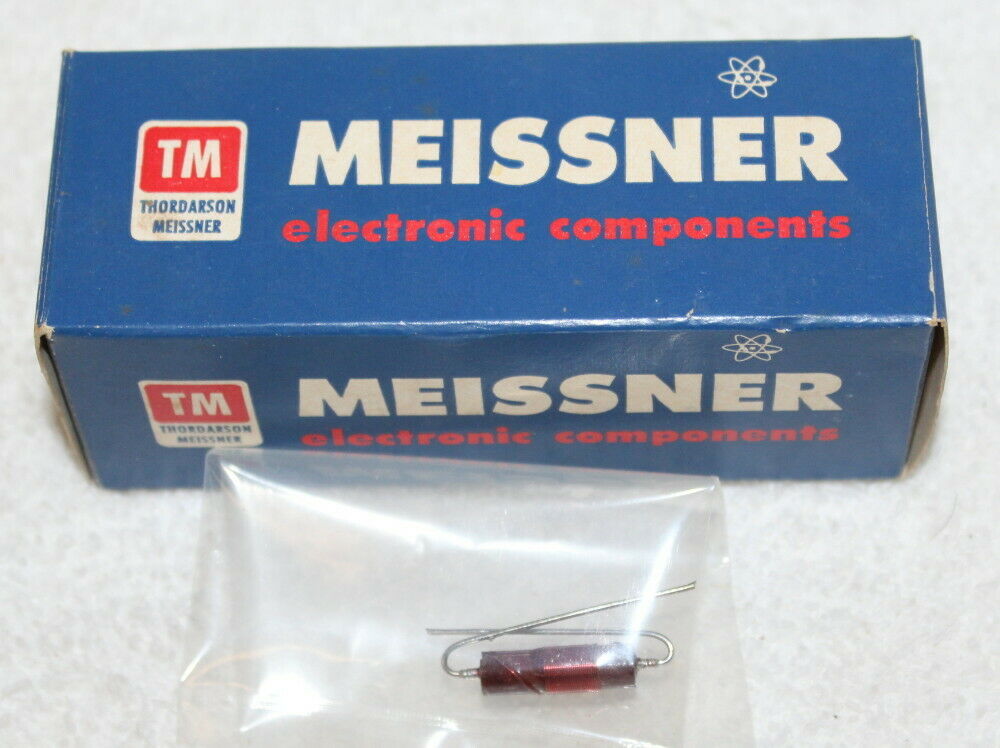 MEISSNER
TM
THORDARSON
MEISSNER
electronic components
MEISSNER
TM
THORDARSON
MEISSNER
electronic components